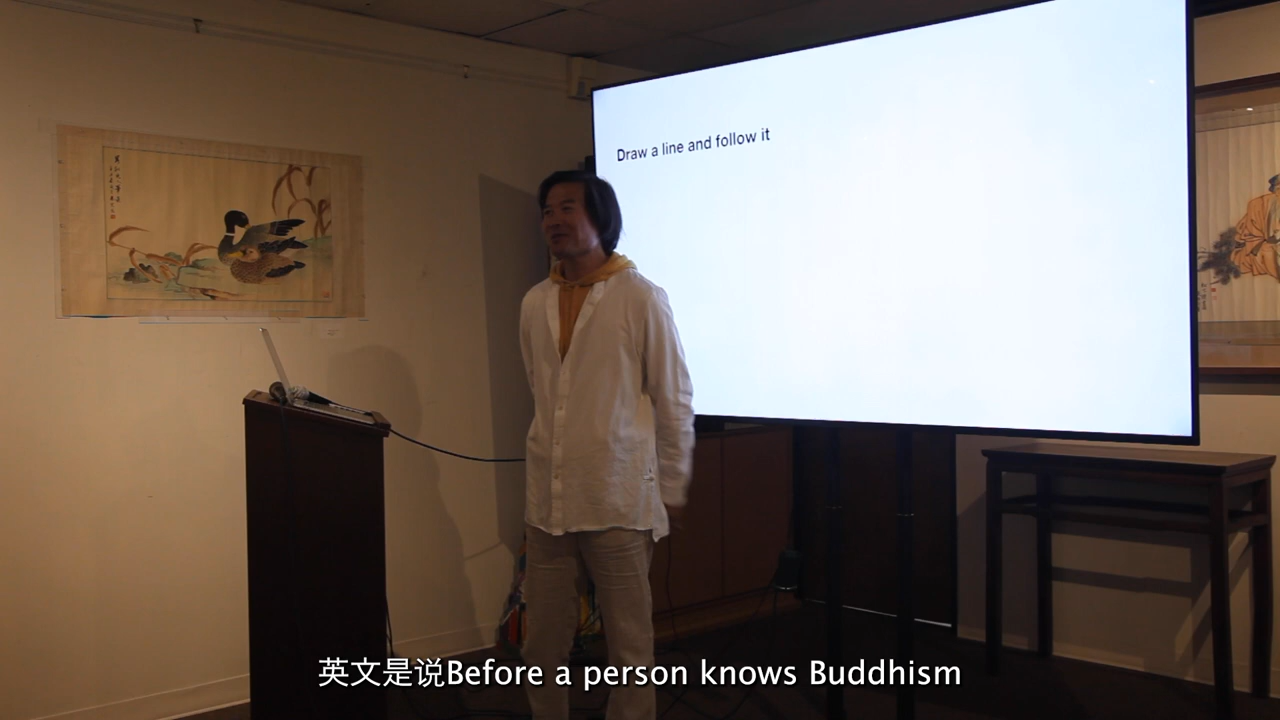 Draw a line and follow it
英文是说Before a person knows Buddhism